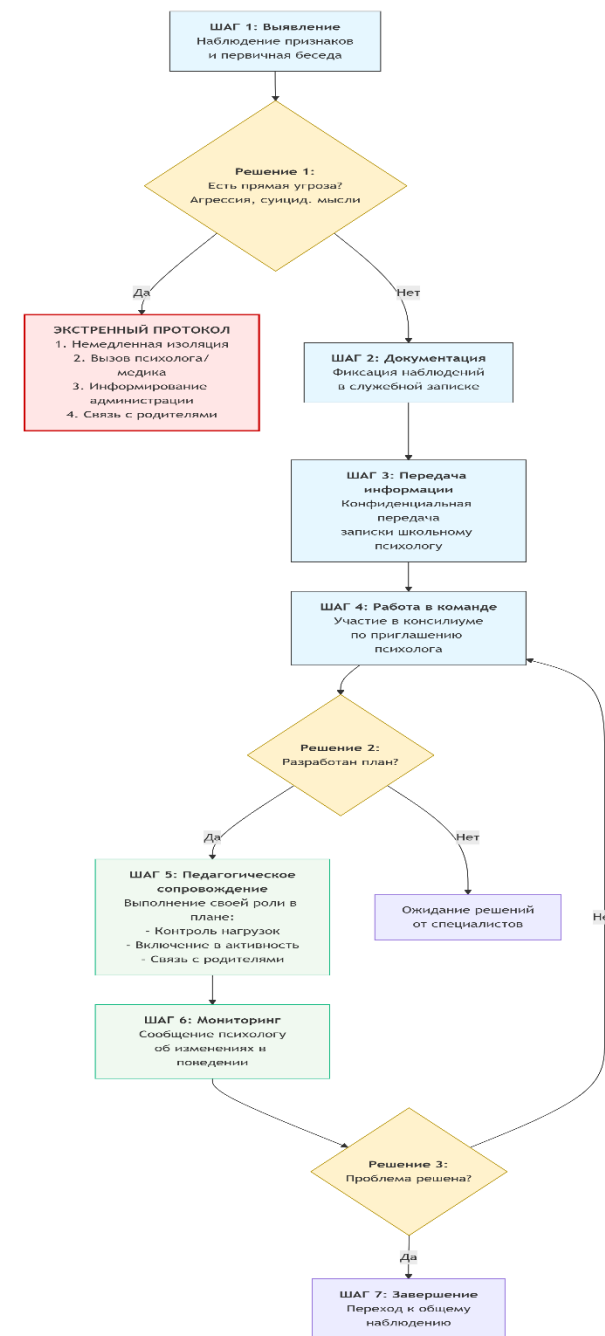 ШАГ 1: Выявление
Наблюдение признаков
и первичная беседа
Решение 1:
Есть прямая угроза?
Агрессия, суицид. мысли
Да
Нет
ЭКСТРЕННЫЙ ПРОТОКОЛ
1. Немедленная изоляция
2. Вызов психолога/
медика
3. Информирование
администрации
4. Связь с родителями
ШАГ 2: Документация
Фиксация наблюдений
в служебной записке
ШАГ 3: Передача
информации
Конфиденциальная
передача
записки школьному
психологу
ШАГ 4: Работа в команде
Участие в консилиуме
по приглашению
психолога
Решение 2:
Разработан план?
Да
Нет
ШАГ 5: Педагогическое
сопровождение
Выполнение своей роли в
плане:
- Контроль нагрузок
- Включение в активность
- Связь с родителями
Ожидание решений
от специалистов
ШАГ 6: Мониторинг
Сообщение психологу
об изменениях в
поведении
Решение 3:
Проблема решена?
Да
ШАГ 7: Завершение
Переход к общему
наблюдению